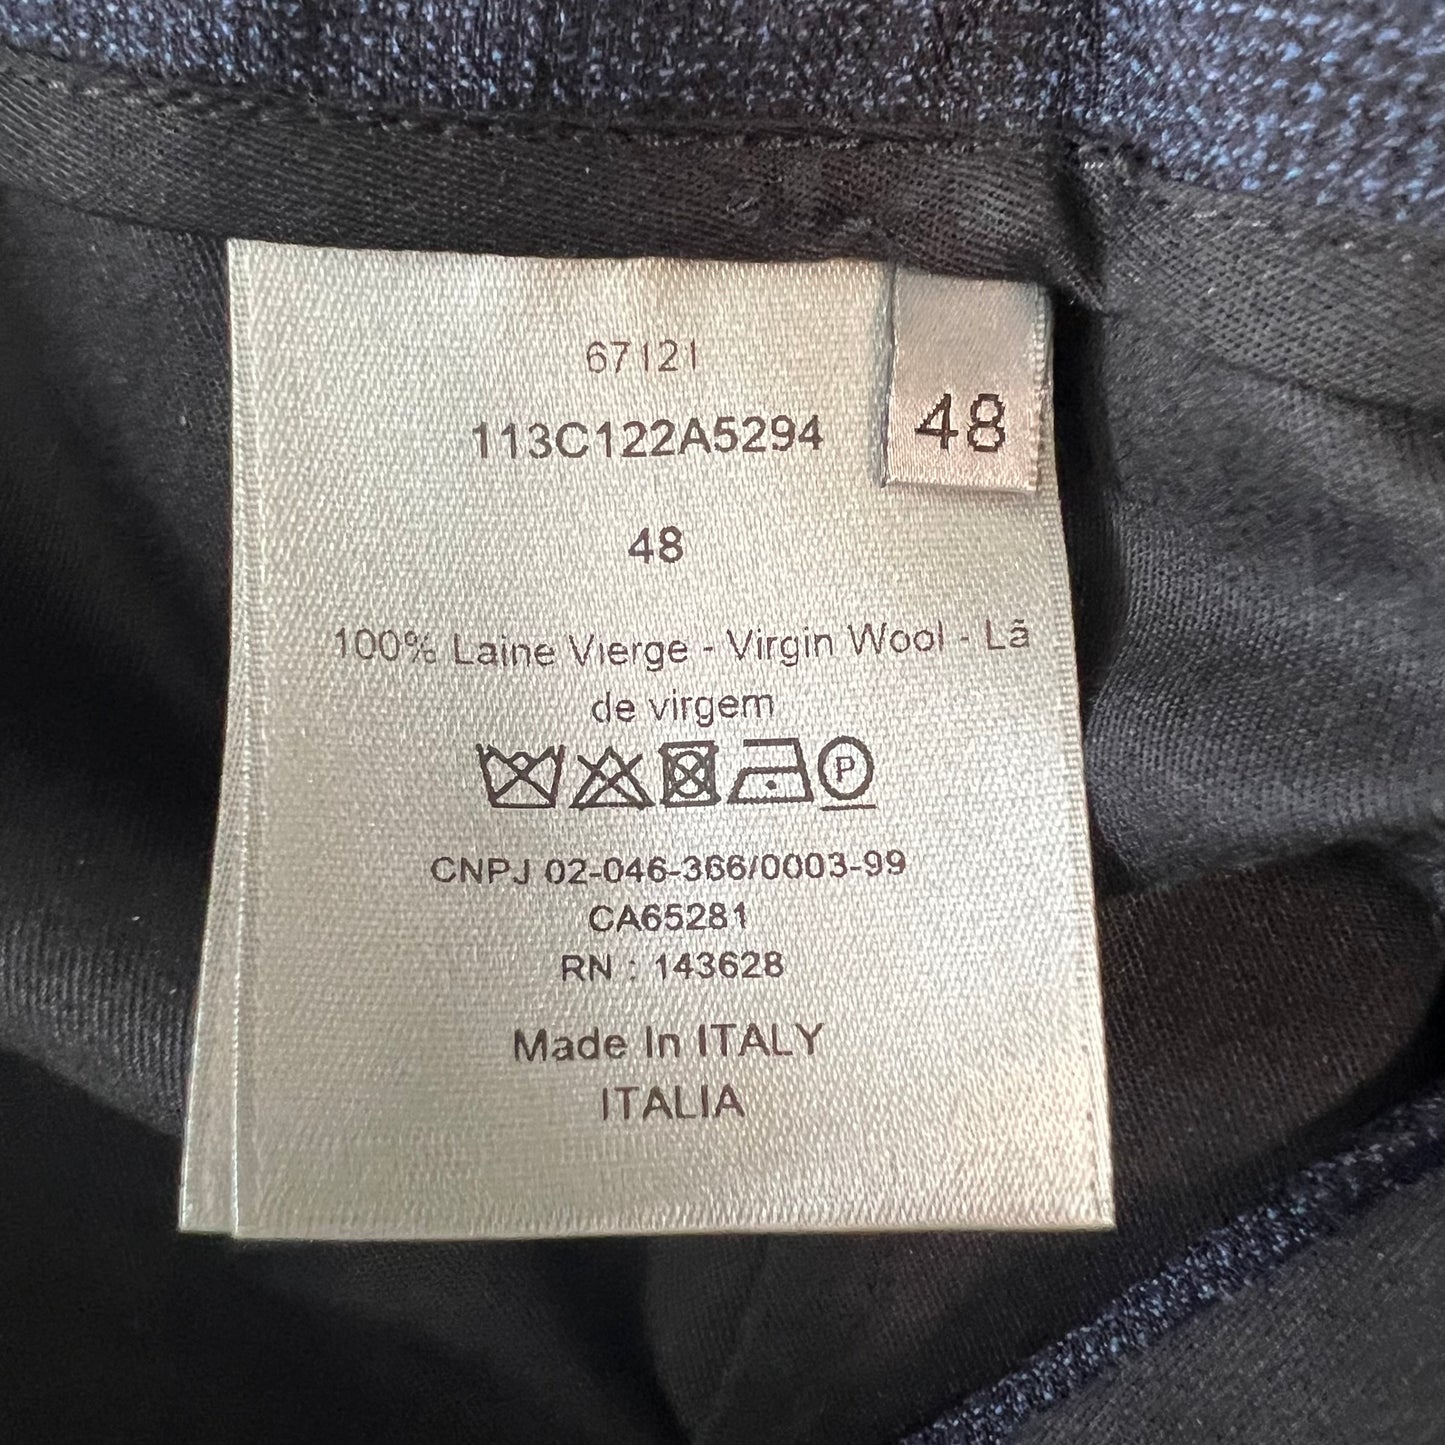 67121
113C122A5294
48
48
100% Laine Vierge - Virgin Wool - Lã
de virgem
P
CNPJ 02-046-366/0003-99
CA65281
RN : 143628
Made In ITALY
ITALIA